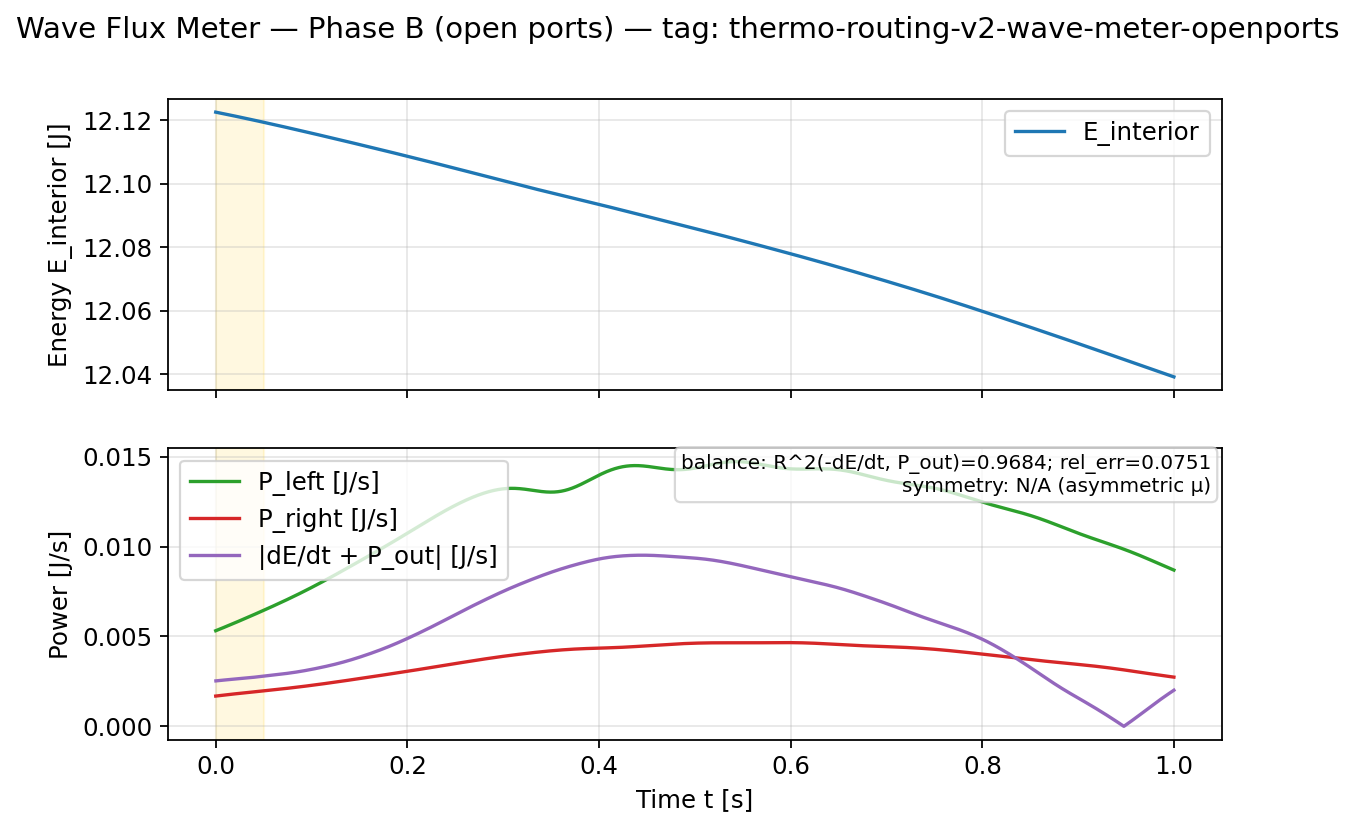 Wave Flux Meter — Phase B (open ports) — tag: thermo-routing-v2-wave-meter-openports
Energy E_interior [J]
12.12
12.10
12.08
12.06
12.04
E_interior
Power [J/s]
0.015
0.010
0.005
0.000
P_left [J/s]
P_right [J/s]
|dE/dt + P_out| [J/s]
balance: R^2(-dE/dt, P_out)=0.9684; rel_err=0.0751
symmetry: N/A (asymmetric μ)
0.0 0.2 0.4 0.6 0.8 1.0
Time t [s]